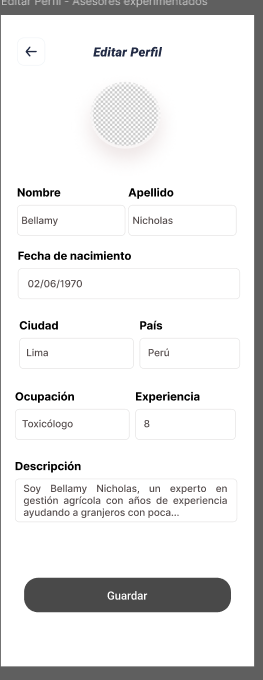 Editar Perfil - Asesores experimentados
Editar Perfil
Nombre Apellido
Bellamy Nicholas
Fecha de nacimiento
02/06/1970
Ciudad País
Lima Perú
Ocupación Experiencia
Toxicólogo 8
Descripción
Soy Bellamy Nicholas, un experto en
gestión agrícola con años de experiencia
ayudando a granjeros con poca...
Guardar